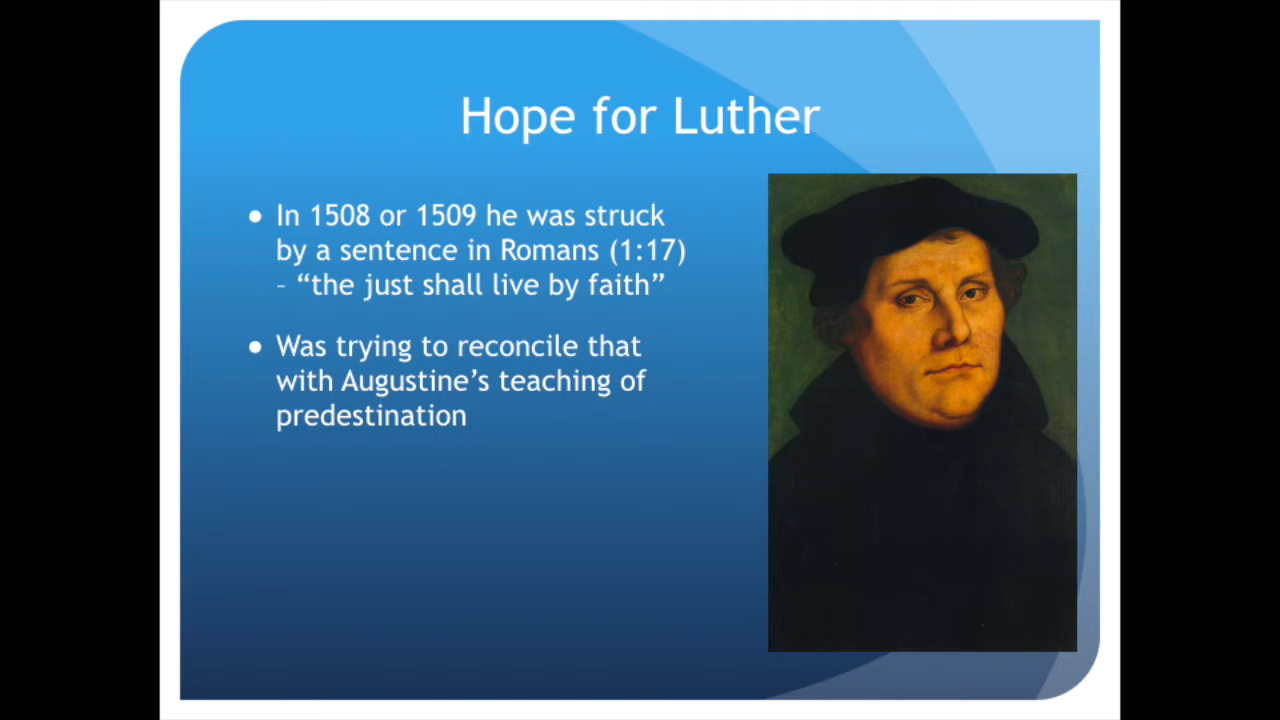 Hope for Luther
● In 1508 or 1509 he was struck
by a sentence in Romans (1:17)
– “the just shall live by faith”
● Was trying to reconcile that
with Augustine’s teaching of
predestination